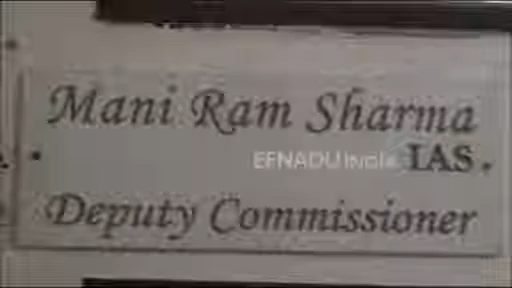 Mani Ram Sharma
EENADU INDIA IAS.
Deputy Commissioner